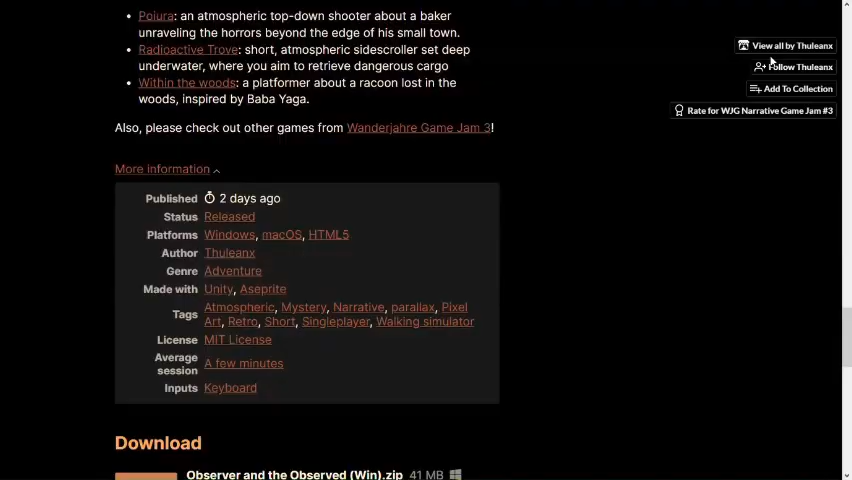 Poiura: an atmospheric top-down shooter about a baker
unraveling the horrors beyond the edge of his small town.
Radioactive Trove: short, atmospheric sidescroller set deep
underwater, where you aim to retrieve dangerous cargo
Within the woods: a platformer about a racoon lost in the
woods, inspired by Baba Yaga.
Also, please check out other games from Wanderjahre Game Jam 3!
View all by Thuleanx
Follow Thuleanx
Add To Collection
Rate for WJG Narrative Game Jam #3
More information
Published 2 days ago
Status Released
Platforms Windows, macOS, HTML5
Author Thuleanx
Genre Adventure
Made with Unity, Aseprite
Tags Atmospheric, Mystery, Narrative, parallax, Pixel
Art, Retro, Short, Singleplayer, Walking simulator
License MIT License
Average
session A few minutes
Inputs Keyboard
Download
Observer and the Observed (Win).zip 41 MB